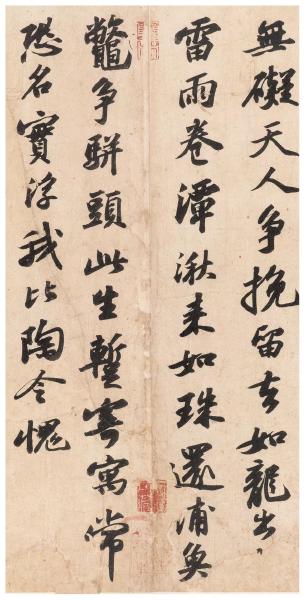 無礙天人爭挽留去如龍出
雷雨卷潭湫来如珠還浦魚
鼈爭駢頭此生暫寄寓常
恐名實浮我比陶令愧